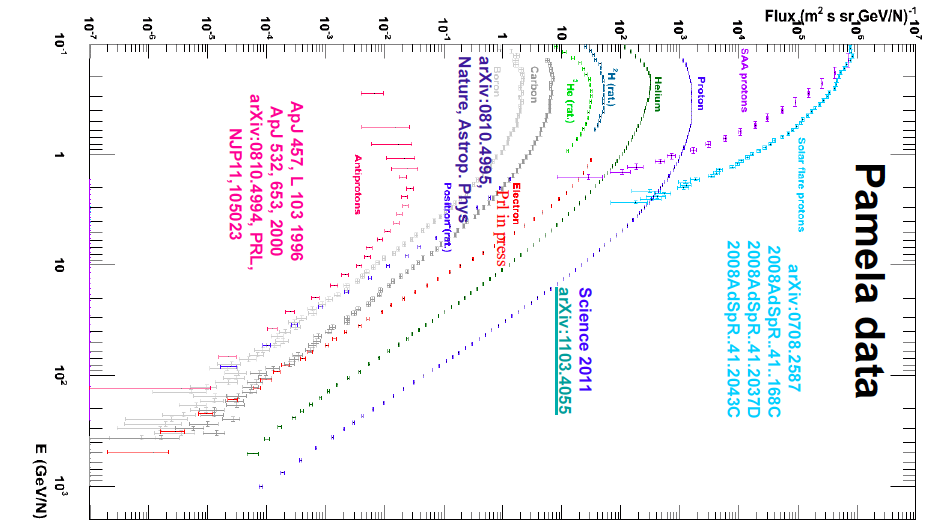 Pamela data
Flux (m² s sr GeV/N)⁻¹
10⁷
10⁶
10⁵
10⁴
10³
10²
10
1
10⁻¹
10⁻²
10⁻³
10⁻⁴
10⁻⁵
10⁻⁶
10⁻⁷
10⁻¹
1
10
10²
10³
E (GeV/N)
arXiv:0708.2587
2008AdSpR..41..168C
2008AdSpR..41.2037D
2008AdSpR..41.2043C
Solar flare protons
SAA protons
Proton
Helium
²H (rat.)
³He (rat.)
Carbon
Boron
Science 2011
arXiv:1103.4055
Electron
Prl in press
Positron (rat.)
arXiv:0810.4995,
Nature, Astrop. Phys
Antiprotons
ApJ 457, L 103 1996
ApJ 532, 653, 2000
arXiv:0810.4994, PRL,
NJP11,105023